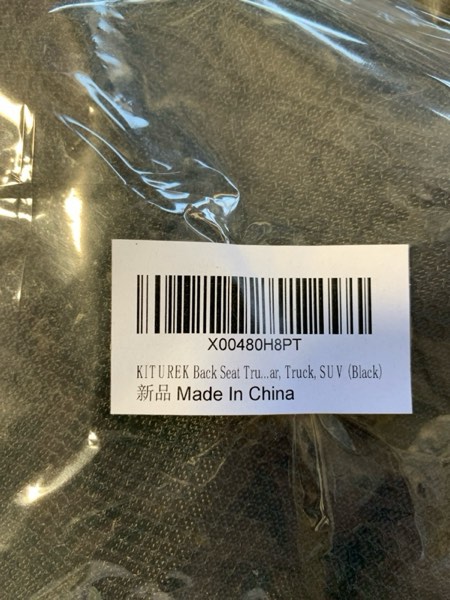 X00480H8PT
KITUREK Back Seat Tru...ar, Truck, SUV (Black)
新品 Made In China